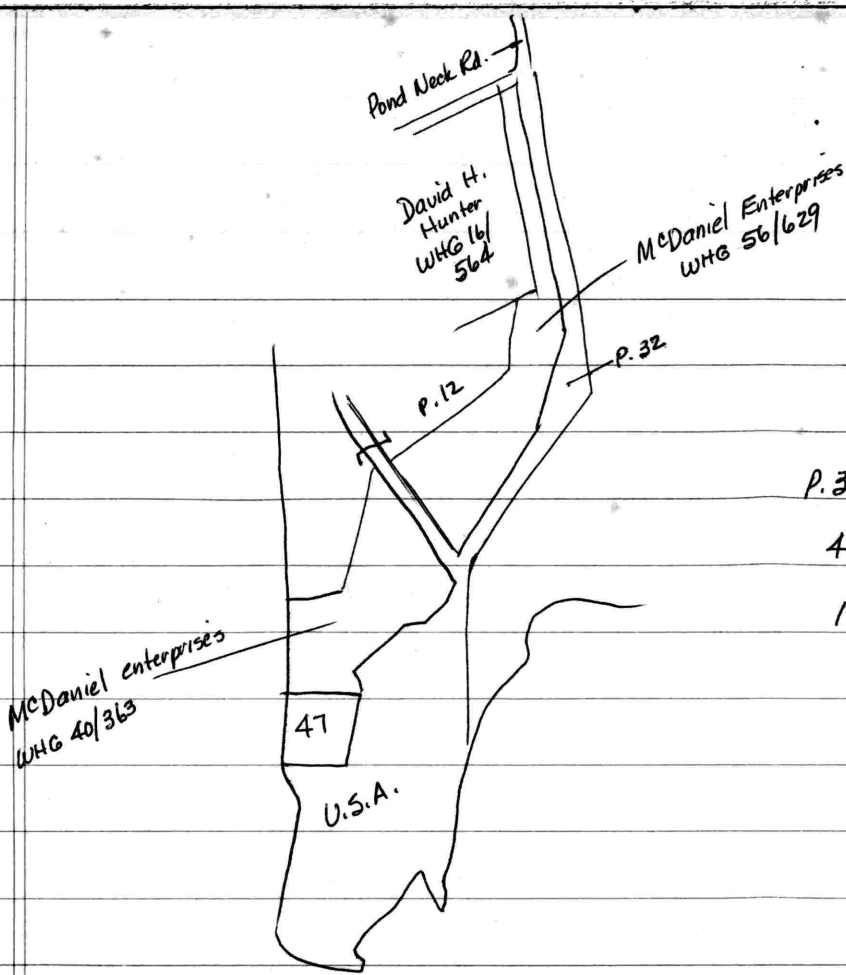 Pond Neck Rd.
David H.
Hunter
WHG 16/
564
McDaniel Enterprises
WHG 56/629
P. 32
P. 12
P. 3
4
1
McDaniel enterprises
WHG 40/363
47
U.S.A.